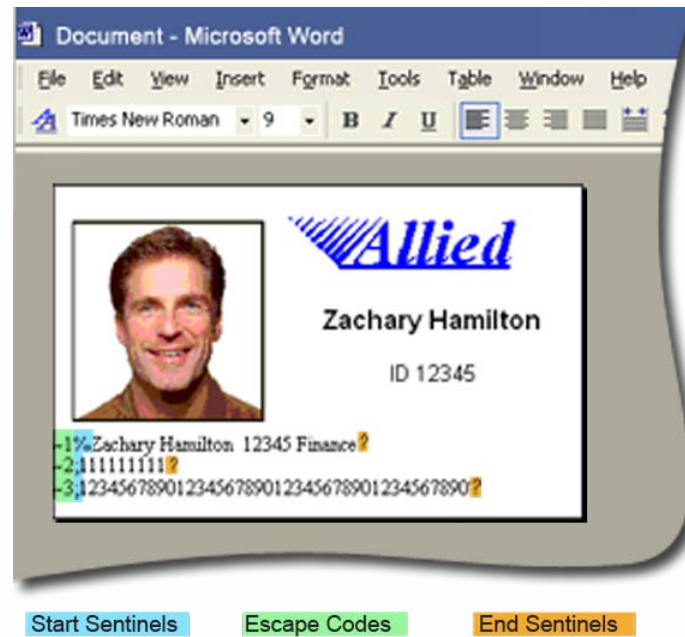 Document - Microsoft Word
File Edit View Insert Format Tools Table Window Help
Times New Roman 9 B I U
Allied
Zachary Hamilton
ID 12345
~1%Zachary Hamilton 12345 Finance?
~2;111111111?
~3;1234567890123456789012345678901234567890?
Start Sentinels Escape Codes End Sentinels